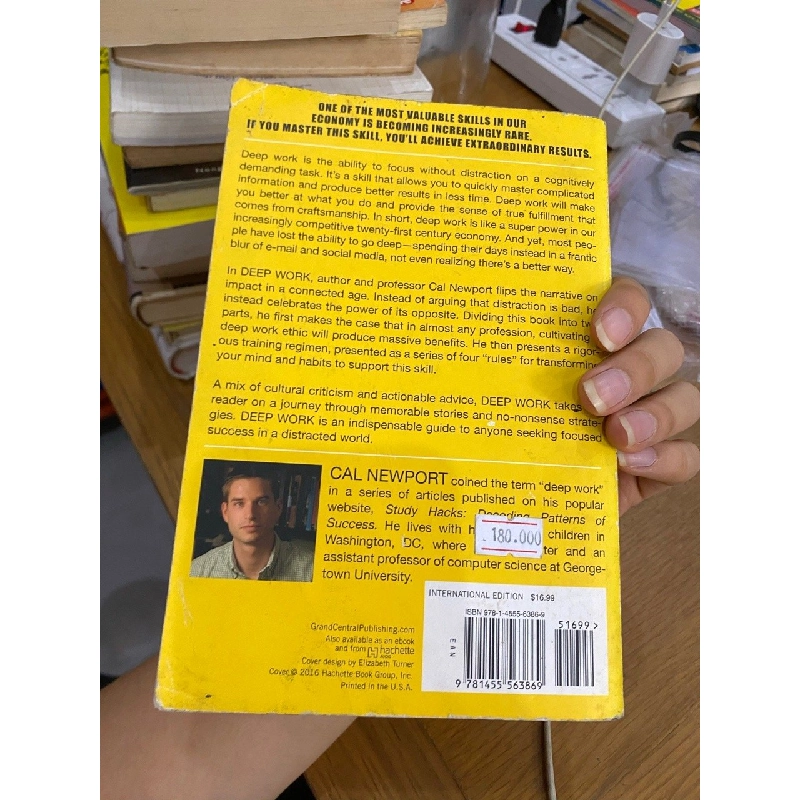 ONE OF THE MOST VALUABLE SKILLS IN OUR
ECONOMY IS BECOMING INCREASINGLY RARE.
IF YOU MASTER THIS SKILL, YOU'LL ACHIEVE EXTRAORDINARY RESULTS.
Deep work is the ability to focus without distraction on a cognitively
demanding task. It's a skill that allows you to quickly master complicated
information and produce better results in less time. Deep work will make
you better at what you do and provide the sense of true fulfillment that
comes from craftsmanship. In short, deep work is like a super power in our
increasingly competitive twenty-first century economy. And yet, most peo-
ple have lost the ability to go deep—spending their days instead in a frantic
blur of e-mail and social media, not even realizing there's a better way.
In DEEP WORK, author and professor Cal Newport flips the narrative on
impact in a connected age. Instead of arguing that distraction is bad, he
instead celebrates the power of its opposite. Dividing this book into
parts, he first makes the case that in almost any profession, cultivating
deep work ethic will produce massive benefits. He then presents a rigor-
ous training regimen, presented as a series of four "rules" for transforming
your mind and habits to support this skill.
A mix of cultural criticism and actionable advice, DEEP WORK takes
reader on a journey through memorable stories and no-nonsense strate-
gies. DEEP WORK is an indispensable guide to anyone seeking focused
success in a distracted world.
CAL NEWPORT coined the term "deep work"
in a series of articles published on his popular
website, Study Hacks: Decoding Patterns of
Success. He lives with children in
Washington, DC, where and an
assistant professor of computer science at George-
town University.
180.000
INTERNATIONAL EDITION $16.99
ISBN 978-1-4555-6386-9
51699>
EAN
9 781455 563869
GrandCentralPublishing.com
Also available as an ebook
and from hachette
Cover design by Elizabeth Turner
Cover © 2016 Hachette Book Group, Inc.
Printed in the U.S.A.